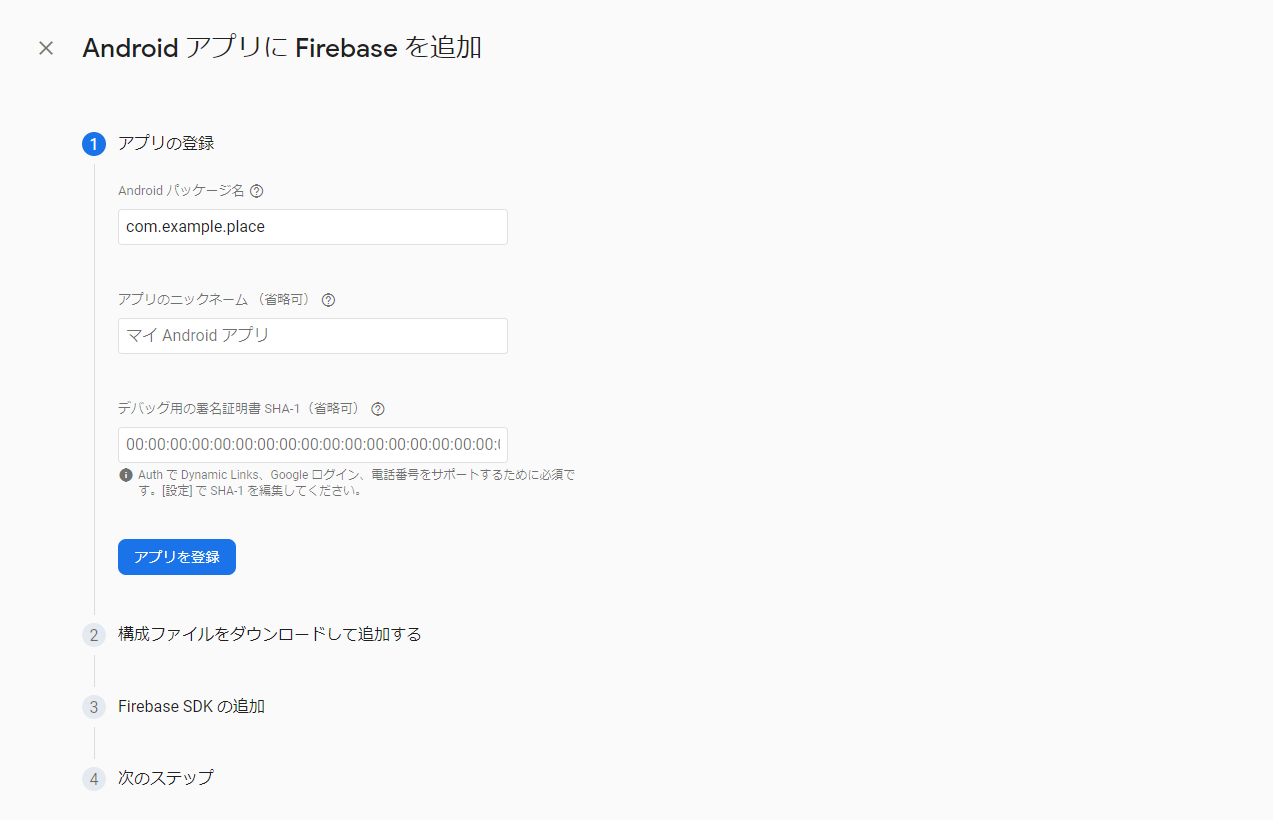 Android アプリに Firebase を追加
1 アプリの登録
Android パッケージ名
com.example.place
アプリのニックネーム （省略可）
マイ Android アプリ
デバッグ用の署名証明書 SHA-1（省略可）
00:00:00:00:00:00:00:00:00:00:00:00:00:00:00:00:00:
Auth で Dynamic Links、Google ログイン、電話番号をサポートするために必須で
す。[設定] で SHA-1 を編集してください。
アプリを登録
2 構成ファイルをダウンロードして追加する
3 Firebase SDK の追加
4 次のステップ